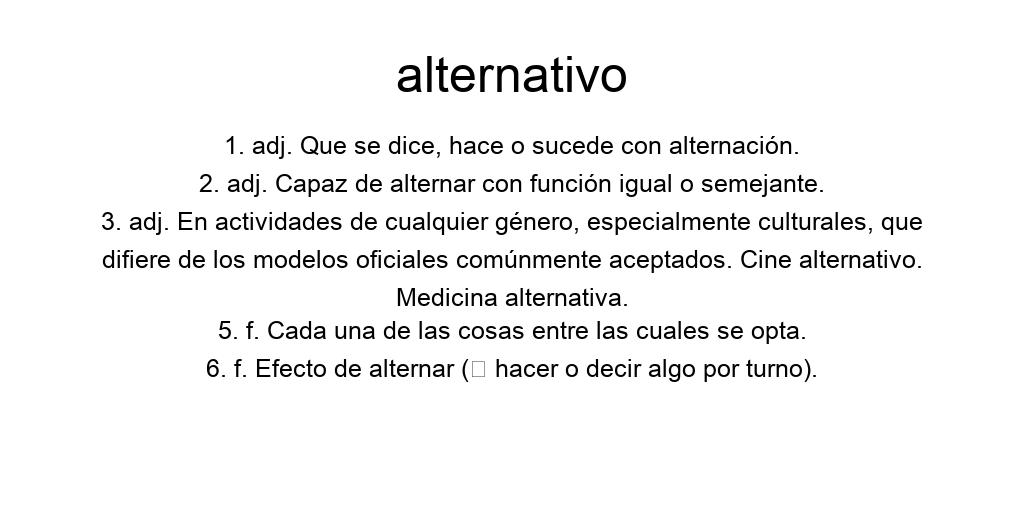 alternativo
1. adj. Que se dice, hace o sucede con alternación.
2. adj. Capaz de alternar con función igual o semejante.
3. adj. En actividades de cualquier género, especialmente culturales, que
difiere de los modelos oficiales comúnmente aceptados. Cine alternativo.
Medicina alternativa.
5. f. Cada una de las cosas entre las cuales se opta.
6. f. Efecto de alternar (□ hacer o decir algo por turno).